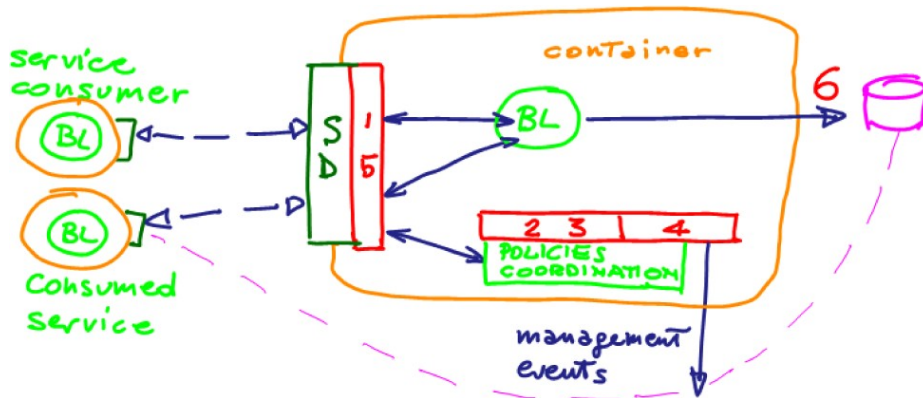 service
consumer
BL
BL
Consumed
service
S
D
1
5
container
BL
6
2 3 4
POLICIES
COORDINATION
management
events